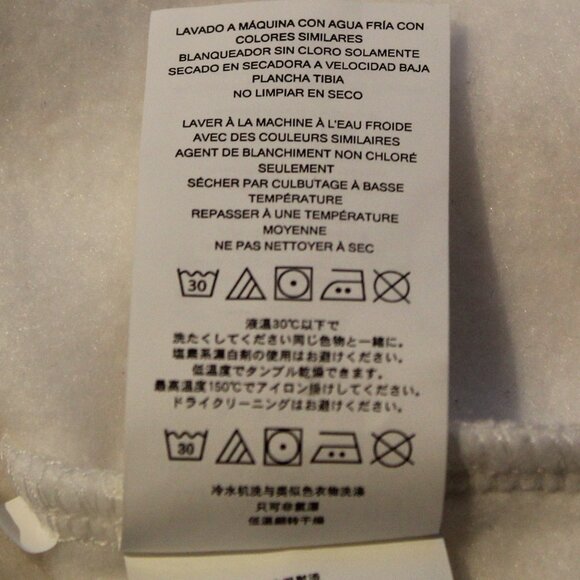 LAVADO A MÁQUINA CON AGUA FRÍA CON
COLORES SIMILARES
BLANQUEADOR SIN CLORO SOLAMENTE
SECADO EN SECADORA A VELOCIDAD BAJA
PLANCHA TIBIA
NO LIMPIAR EN SECO
LAVER À LA MACHINE À L'EAU FROIDE
AVEC DES COULEURS SIMILAIRES
AGENT DE BLANCHIMENT NON CHLORÉ
SEULEMENT
SÉCHER PAR CULBUTAGE À BASSE
TEMPÉRATURE
REPASSER À UNE TEMPÉRATURE
MOYENNE
NE PAS NETTOYER À SEC
30
液温30℃以下で
洗たくしてください同じ色物と一緒に。
塩素系漂白剤の使用はお避けください。
低温度でタンブル乾燥できます。
最高温度150℃でアイロン掛けしてください。
ドライクリーニングはお避けください。
30
冷水机洗与类似色衣物洗涤
只可非氯漂
低温翻转干燥